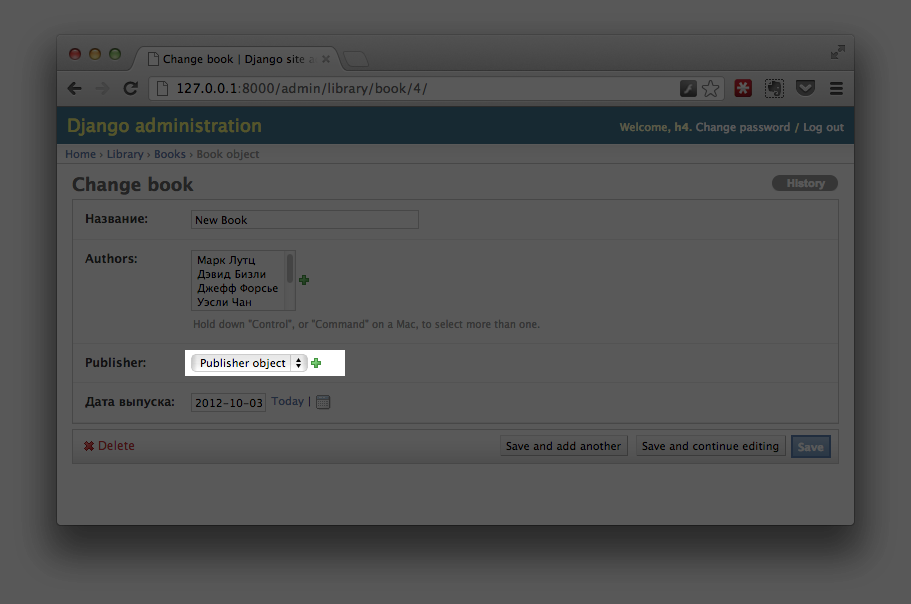 Change book | Django site a
127.0.0.1:8000/admin/library/book/4/
Django administration
Welcome, h4. Change password / Log out
Home › Library › Books › Book object
Change book
History
Название:
New Book
Authors:
Марк Лутц
Дэвид Бизли
Джефф Форсье
Уэсли Чан
Hold down "Control", or "Command" on a Mac, to select more than one.
Publisher:
Publisher object
Дата выпуска:
2012-10-03
Today |
Delete
Save and add another
Save and continue editing
Save